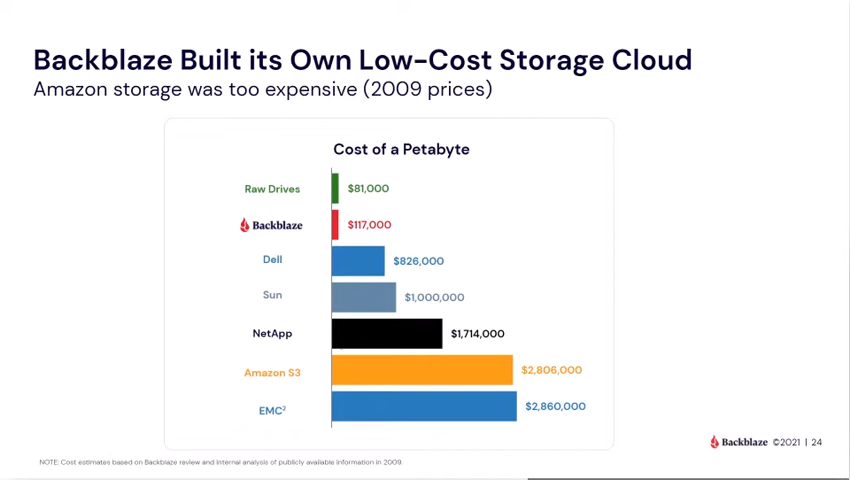 Backblaze Built its Own Low-Cost Storage Cloud
Amazon storage was too expensive (2009 prices)
Cost of a Petabyte
Raw Drives $81,000
Backblaze $117,000
Dell $826,000
Sun $1,000,000
NetApp $1,714,000
Amazon S3 $2,806,000
EMC² $2,860,000
Backblaze ©2021 | 24
NOTE: Cost estimates based on Backblaze review and internal analysis of publicly available information in 2009.